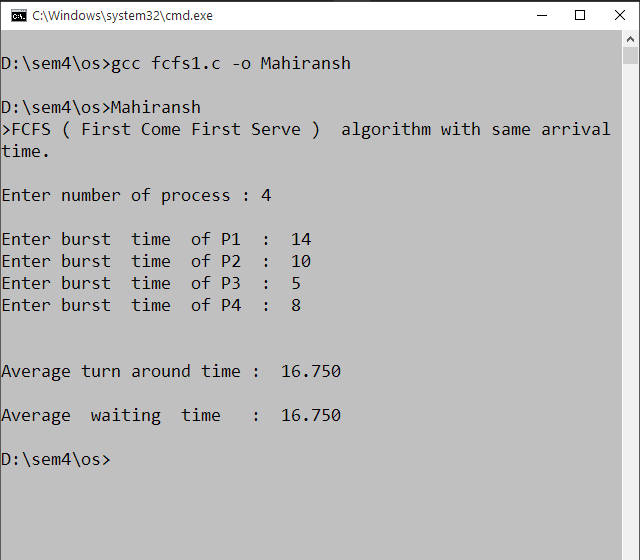 C:\Windows\system32\cmd.exe
D:\sem4\os>gcc fcfs1.c -o Mahiransh
D:\sem4\os>Mahiransh
>FCFS ( First Come First Serve )  algorithm with same arrival
time.
Enter number of process : 4
Enter burst  time  of P1  :  14
Enter burst  time  of P2  :  10
Enter burst  time  of P3  :  5
Enter burst  time  of P4  :  8
Average turn around time :  16.750
Average  waiting  time   :  16.750
D:\sem4\os>